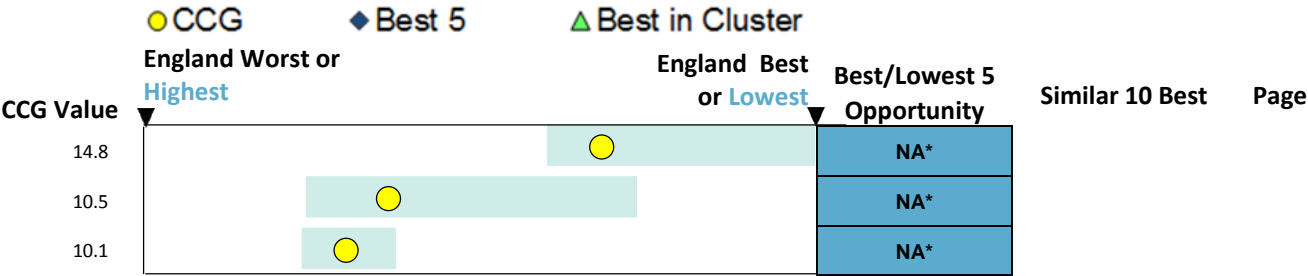 CCG Best 5 Best in Cluster
England Worst or Highest
England Best or Lowest
Best/Lowest 5 Opportunity
CCG Value
Similar 10 Best
Page
14.8 NA*
10.5 NA*
10.1 NA*